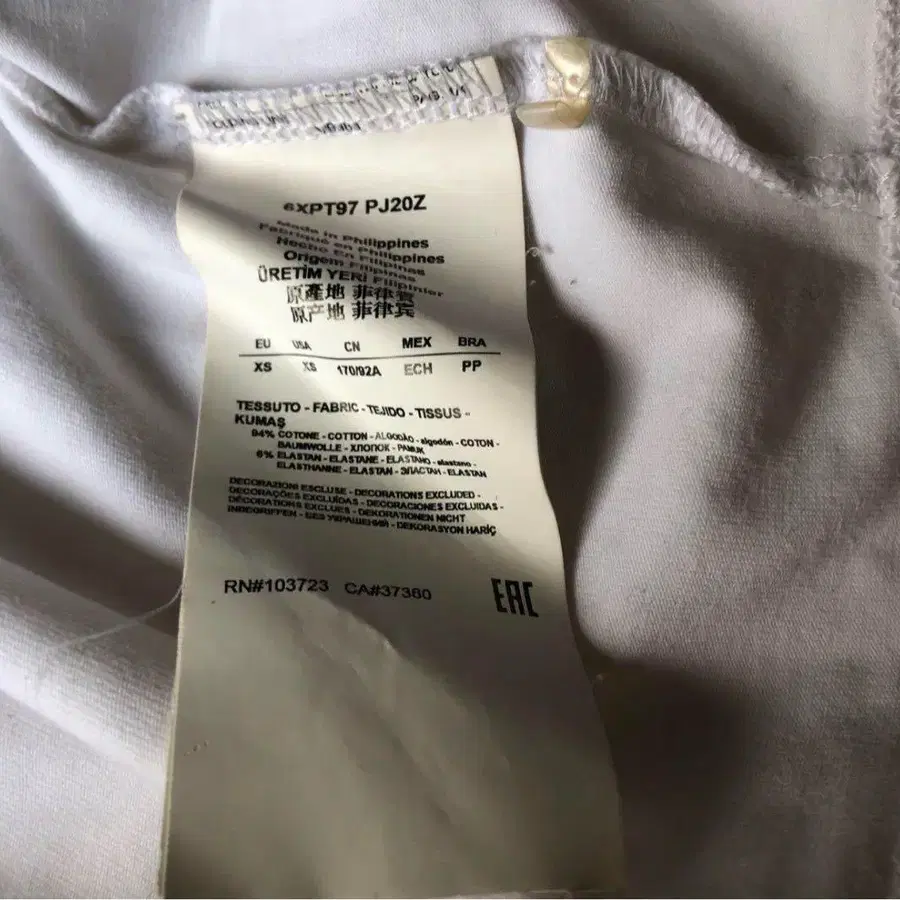 6XPT97 PJ20Z
Made in Philippines
Fabriqué en Philippines
Hecho En Filipinas
Origem Filipinas
ÜRETİM YERİ Filipinler
原產地 菲律賓
原产地 菲律宾
EU USA CN MEX BRA
XS XS 170/92A ECH PP
TESSUTO - FABRIC - TEJIDO - TISSUS -
KUMAŞ
94% COTONE - COTTON - ALGODÃO - algodón - COTON -
BAUMWOLLE - ХЛОПОК - PAMUK
6% ELASTAN - ELASTANE - ELASTANO - elastano -
ELASTHANNE - ELASTAN - ЭЛАСТАН - ELASTAN
DECORAZIONI ESCLUSE - DECORATIONS EXCLUDED -
DECORAÇÕES EXCLUÍDAS - DECORACIONES EXCLUIDAS -
DÉCORATIONS EXCLUES - DEKORATIONEN NICHT
INBEGRIFFEN - БЕЗ УКРАШЕНИЙ - DEKORASYON HARİÇ
RN#103723 CA#37360
EAC